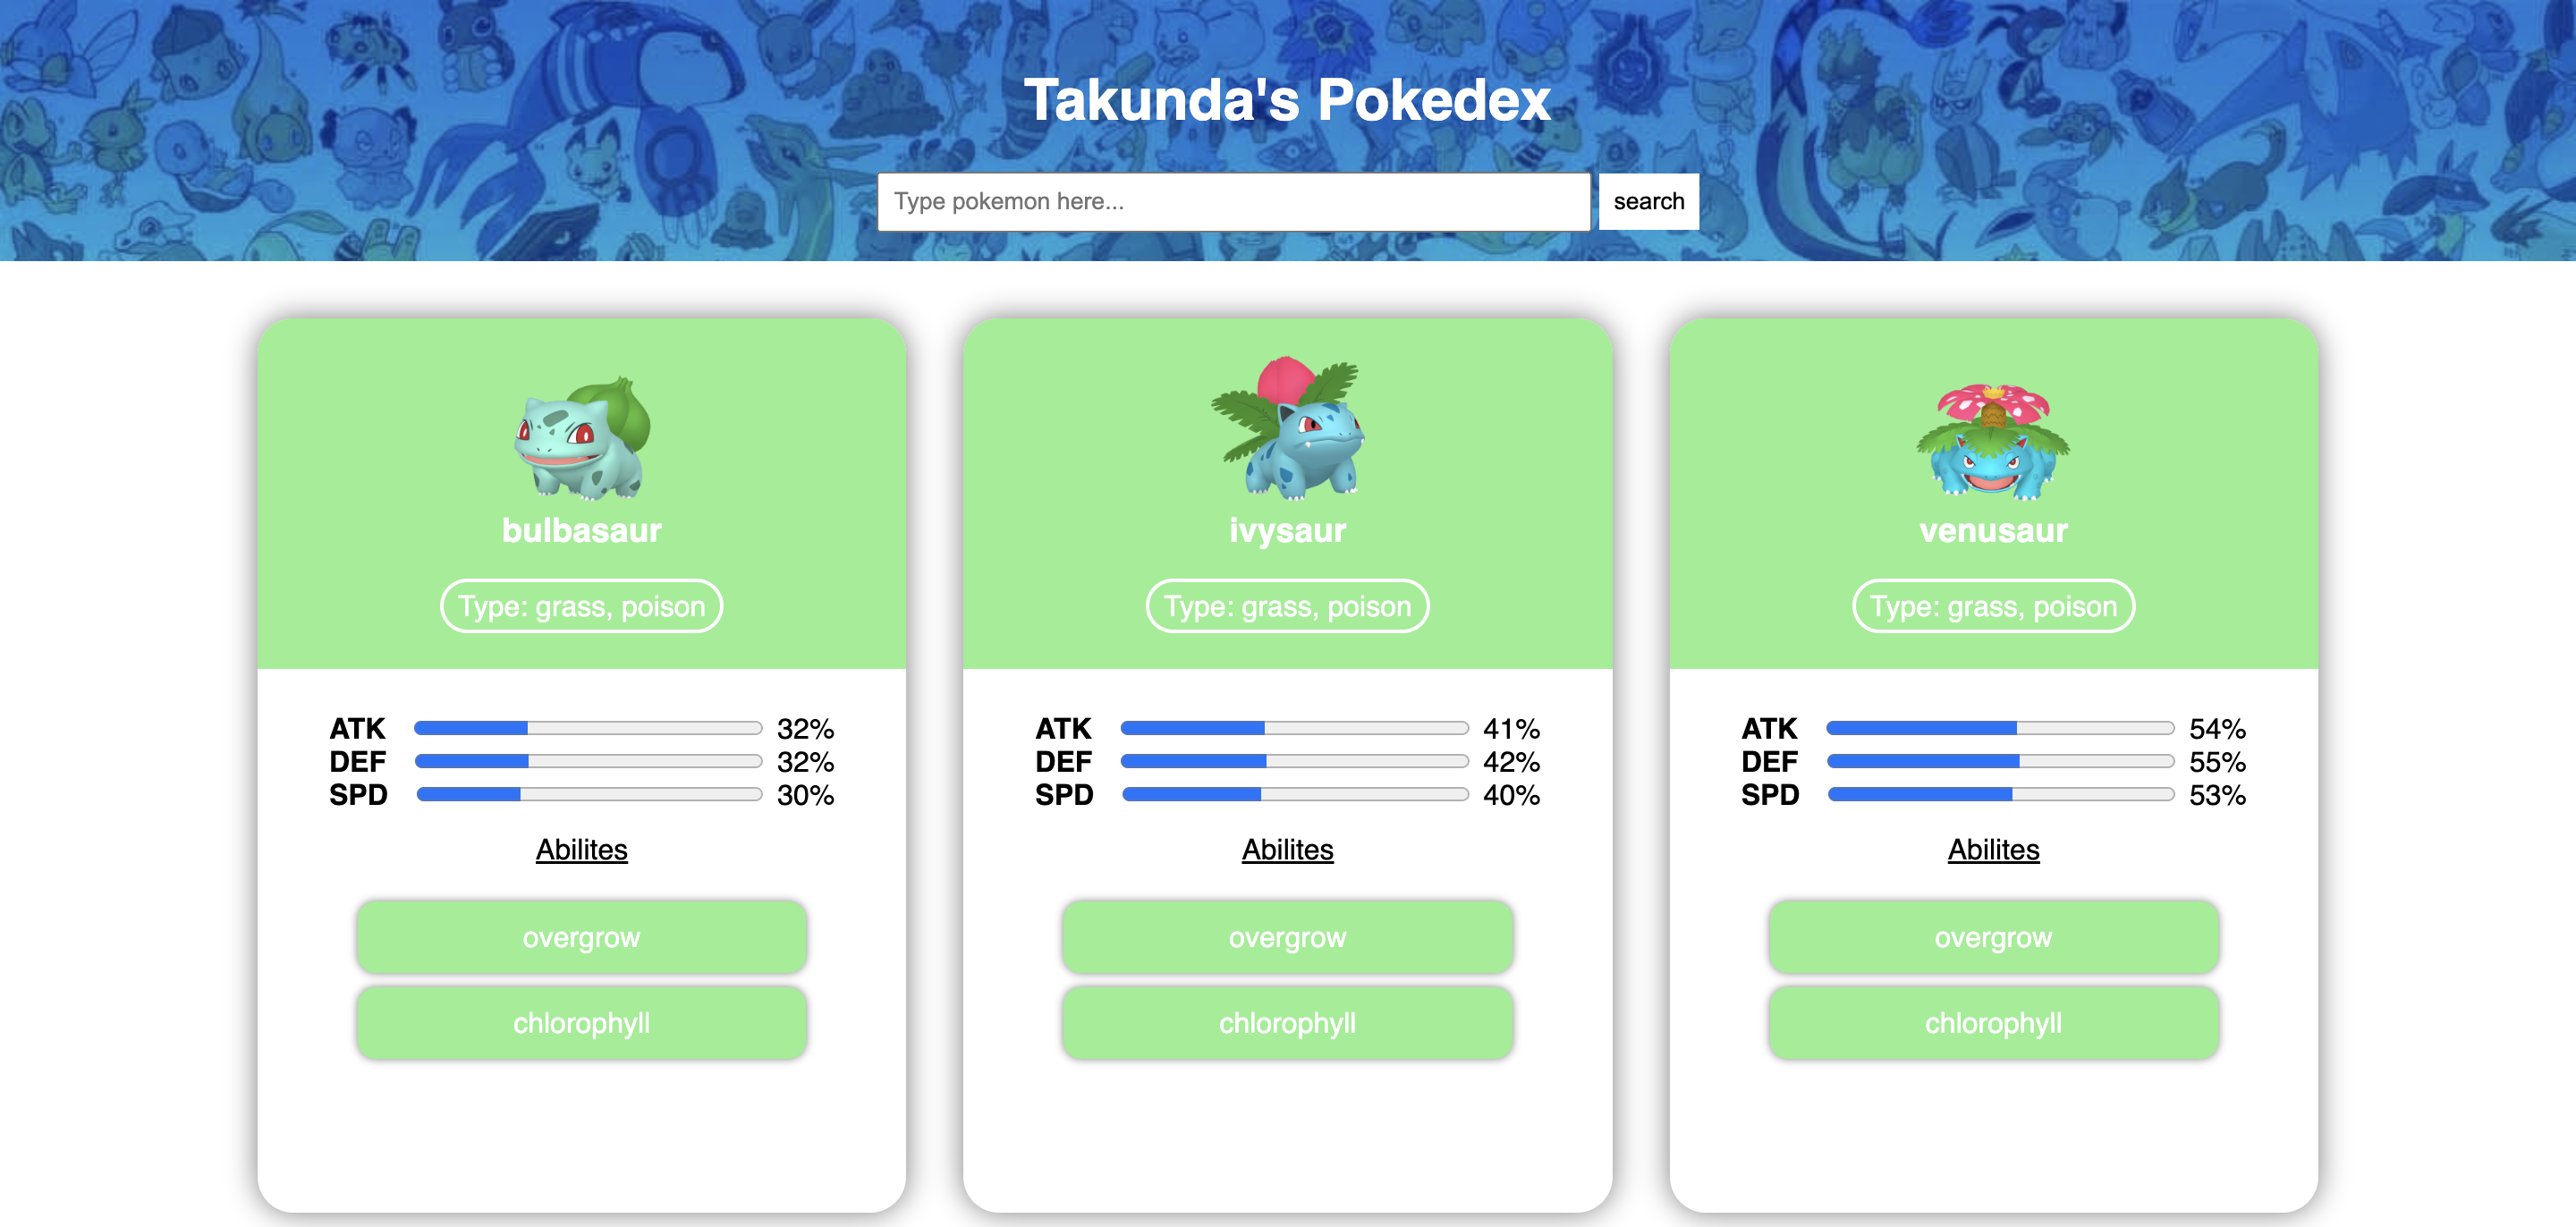 Takunda's Pokedex
Type pokemon here...
search
bulbasaur
Type: grass, poison
ATK 32%
DEF 32%
SPD 30%
Abilites
overgrow
chlorophyll
ivysaur
Type: grass, poison
ATK 41%
DEF 42%
SPD 40%
Abilites
overgrow
chlorophyll
venusaur
Type: grass, poison
ATK 54%
DEF 55%
SPD 53%
Abilites
overgrow
chlorophyll